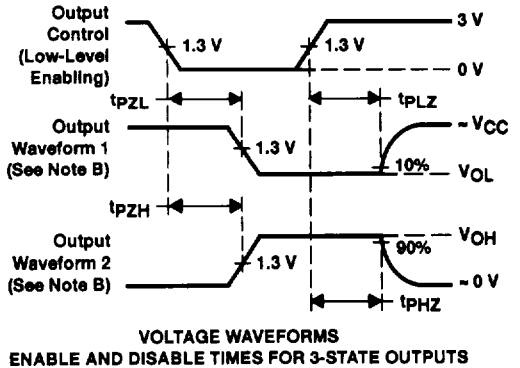 Output
Control
(Low-Level
Enabling)
1.3 V
1.3 V
3 V
0 V
tPZL
tPLZ
Output
Waveform 1
(See Note B)
1.3 V
≈ VCC
10%
VOL
tPZH
Output
Waveform 2
(See Note B)
1.3 V
VOH
90%
≈ 0 V
tPHZ
VOLTAGE WAVEFORMS
ENABLE AND DISABLE TIMES FOR 3-STATE OUTPUTS